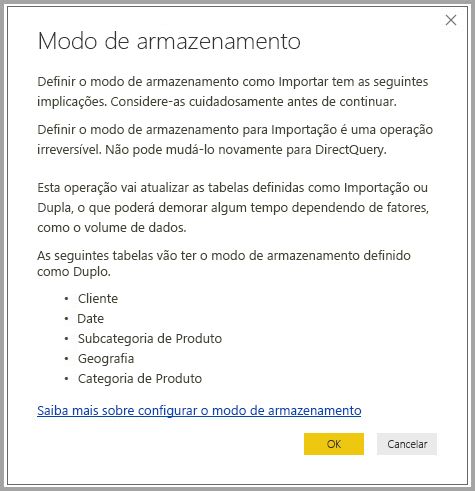 Modo de armazenamento
Definir o modo de armazenamento como Importar tem as seguintes
implicações. Considere-as cuidadosamente antes de continuar.
Definir o modo de armazenamento para Importação é uma operação
irreversível. Não pode mudá-lo novamente para DirectQuery.
Esta operação vai atualizar as tabelas definidas como Importação ou
Dupla, o que poderá demorar algum tempo dependendo de fatores,
como o volume de dados.
As seguintes tabelas vão ter o modo de armazenamento definido
como Duplo.
• Cliente
• Date
• Subcategoria de Produto
• Geografia
• Categoria de Produto
Saiba mais sobre configurar o modo de armazenamento
OK Cancelar